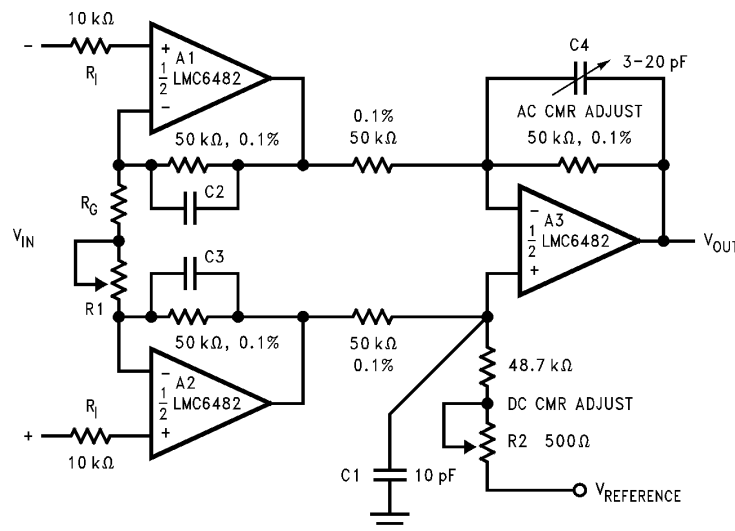 10 kΩ
−
R_I
+
A1
1/2 LMC6482
−
50 kΩ, 0.1%
C2
R_G
V_IN
R1
C3
50 kΩ, 0.1%
−
A2
1/2 LMC6482
+
R_I
+
10 kΩ
0.1%
50 kΩ
50 kΩ
0.1%
C4
3–20 pF
AC CMR ADJUST
50 kΩ, 0.1%
−
A3
1/2 LMC6482
+
V_OUT
48.7 kΩ
DC CMR ADJUST
R2 500Ω
C1
10 pF
V_REFERENCE